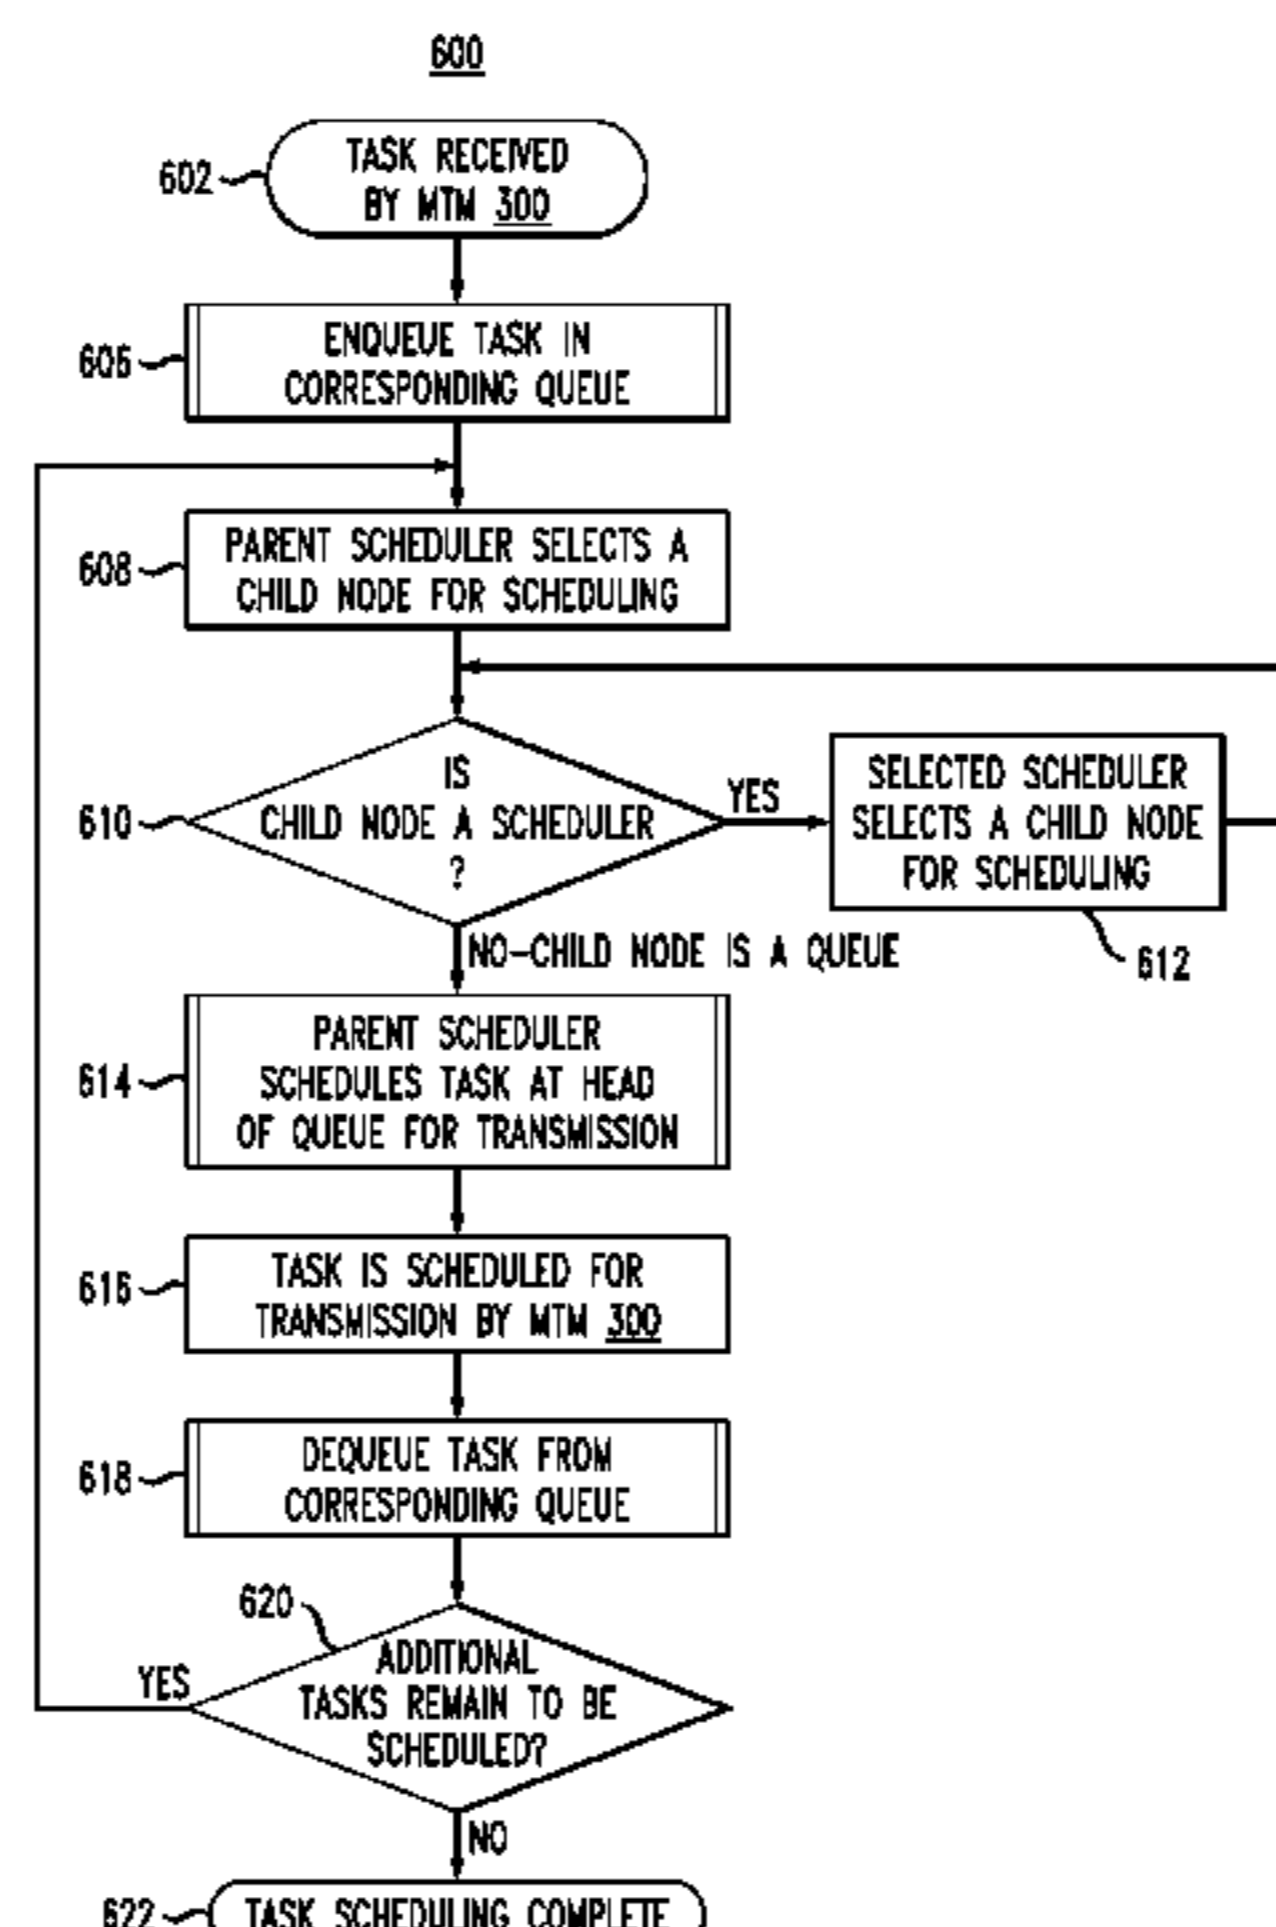 600
602
TASK RECEIVED
BY MTM 300
606
ENQUEUE TASK IN
CORRESPONDING QUEUE
608
PARENT SCHEDULER SELECTS A
CHILD NODE FOR SCHEDULING
610
IS
CHILD NODE A SCHEDULER
?
YES
SELECTED SCHEDULER
SELECTS A CHILD NODE
FOR SCHEDULING
612
NO-CHILD NODE IS A QUEUE
614
PARENT SCHEDULER
SCHEDULES TASK AT HEAD
OF QUEUE FOR TRANSMISSION
616
TASK IS SCHEDULED FOR
TRANSMISSION BY MTM 300
618
DEQUEUE TASK FROM
CORRESPONDING QUEUE
620
ADDITIONAL
TASKS REMAIN TO BE
SCHEDULED?
YES
NO
622
TASK SCHEDULING COMPLETE